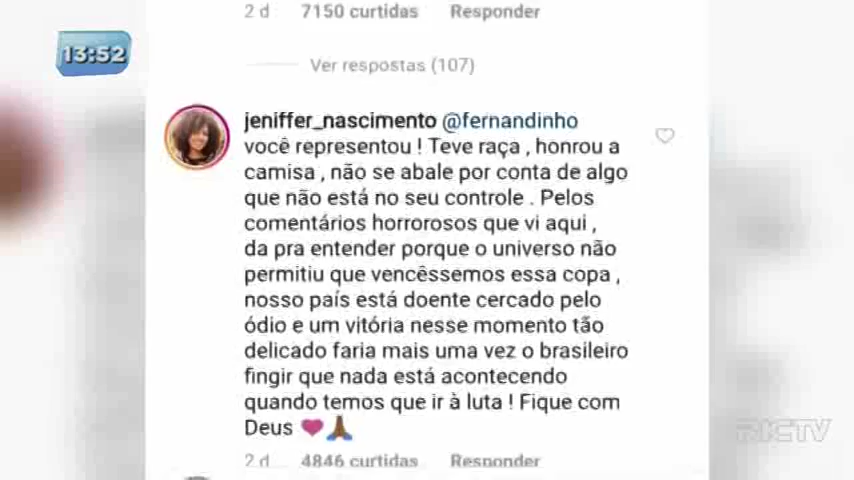 2 d 7150 curtidas Responder
13:52
Ver respostas (107)
jeniffer_nascimento @fernandinho
você representou ! Teve raça , honrou a
camisa , não se abale por conta de algo
que não está no seu controle . Pelos
comentários horrorosos que vi aqui ,
da pra entender porque o universo não
permitiu que vencêssemos essa copa ,
nosso país está doente cercado pelo
ódio e um vitória nesse momento tão
delicado faria mais uma vez o brasileiro
fingir que nada está acontecendo
quando temos que ir à luta ! Fique com
Deus
RICTV
2 d 4846 curtidas Responder